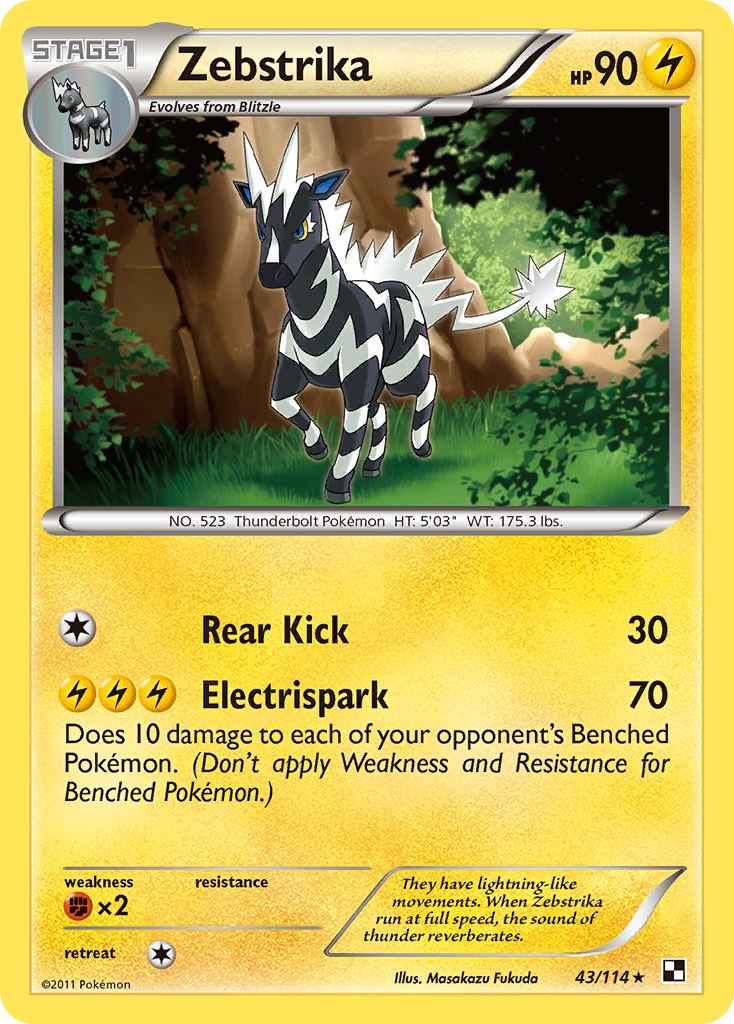 STAGE1
Zebstrika
HP 90
Evolves from Blitzle
NO. 523 Thunderbolt Pokémon HT: 5'03" WT: 175.3 lbs.
Rear Kick 30
Electrispark 70
Does 10 damage to each of your opponent's Benched
Pokémon. (Don't apply Weakness and Resistance for
Benched Pokémon.)
weakness resistance
×2
retreat
They have lightning-like
movements. When Zebstrika
run at full speed, the sound of
thunder reverberates.
©2011 Pokémon
Illus. Masakazu Fukuda
43/114 ★